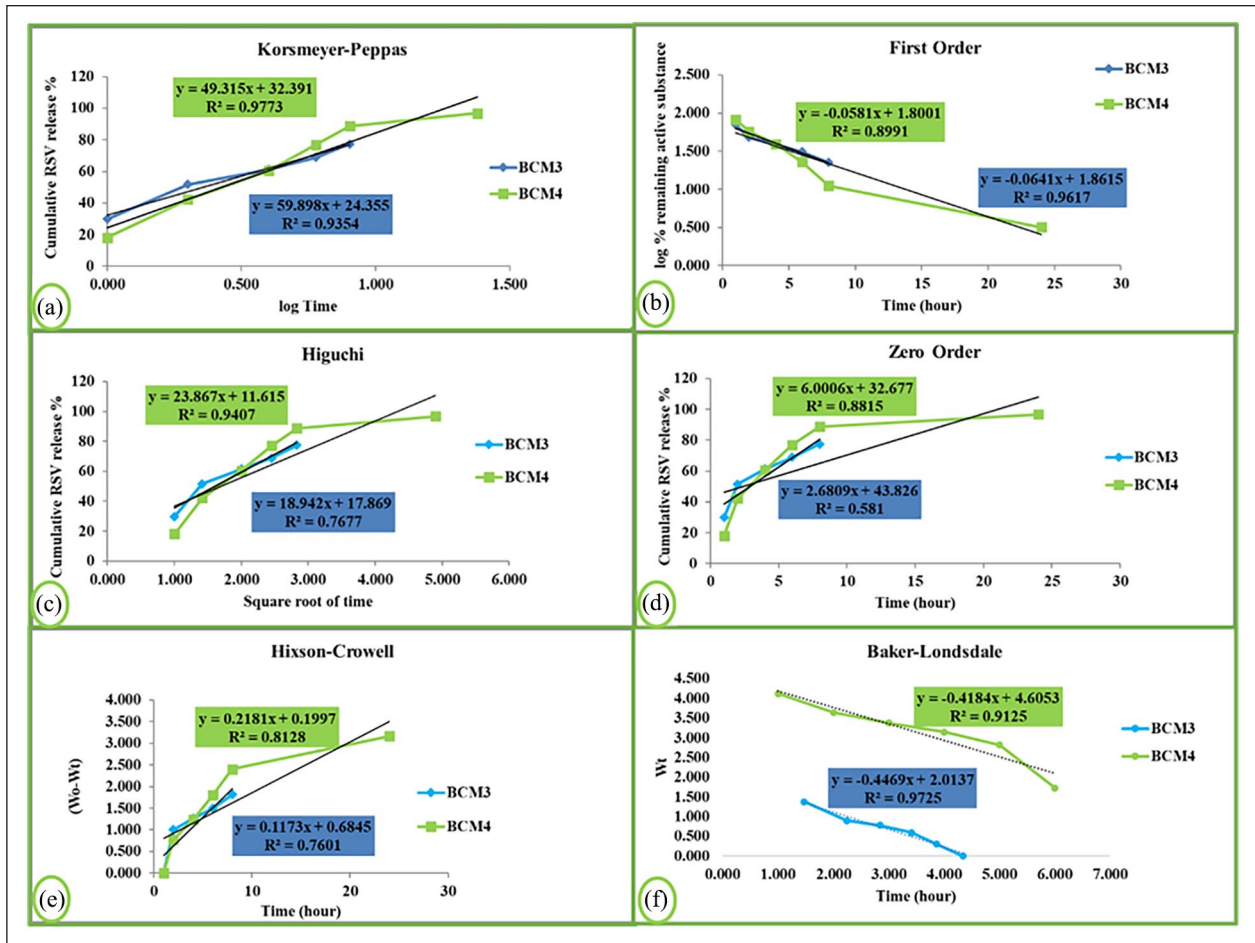 Korsmeyer-Peppas
Cumulative RSV release %
120
100
80
60
40
20
0
y = 49.315x + 32.391
R² = 0.9773
y = 59.898x + 24.355
R² = 0.9354
BCM3
BCM4
0.000 0.500 1.000 1.500
log Time
(a)
First Order
log % remaining active substance
2.500
2.000
1.500
1.000
0.500
0.000
y = -0.0581x + 1.8001
R² = 0.8991
y = -0.0641x + 1.8615
R² = 0.9617
BCM3
BCM4
0 5 10 15 20 25 30
Time (hour)
(b)
Higuchi
Cumulative RSV release %
120
100
80
60
40
20
0
y = 23.867x + 11.615
R² = 0.9407
y = 18.942x + 17.869
R² = 0.7677
BCM3
BCM4
0.000 1.000 2.000 3.000 4.000 5.000 6.000
Square root of time
(c)
Zero Order
Cumulative RSV release %
120
100
80
60
40
20
0
y = 6.0006x + 32.677
R² = 0.8815
y = 2.6809x + 43.826
R² = 0.581
BCM3
BCM4
0 5 10 15 20 25 30
Time (hour)
(d)
Hixson-Crowell
(Wo-Wt)
4.000
3.500
3.000
2.500
2.000
1.500
1.000
0.500
0.000
y = 0.2181x + 0.1997
R² = 0.8128
y = 0.1173x + 0.6845
R² = 0.7601
BCM3
BCM4
0 10 20 30
Time (hour)
(e)
Baker-Londsdale
Wt
4.500
4.000
3.500
3.000
2.500
2.000
1.500
1.000
0.500
0.000
y = -0.4184x + 4.6053
R² = 0.9125
y = -0.4469x + 2.0137
R² = 0.9725
BCM3
BCM4
0.000 1.000 2.000 3.000 4.000 5.000 6.000 7.000
Time (hour)
(f)